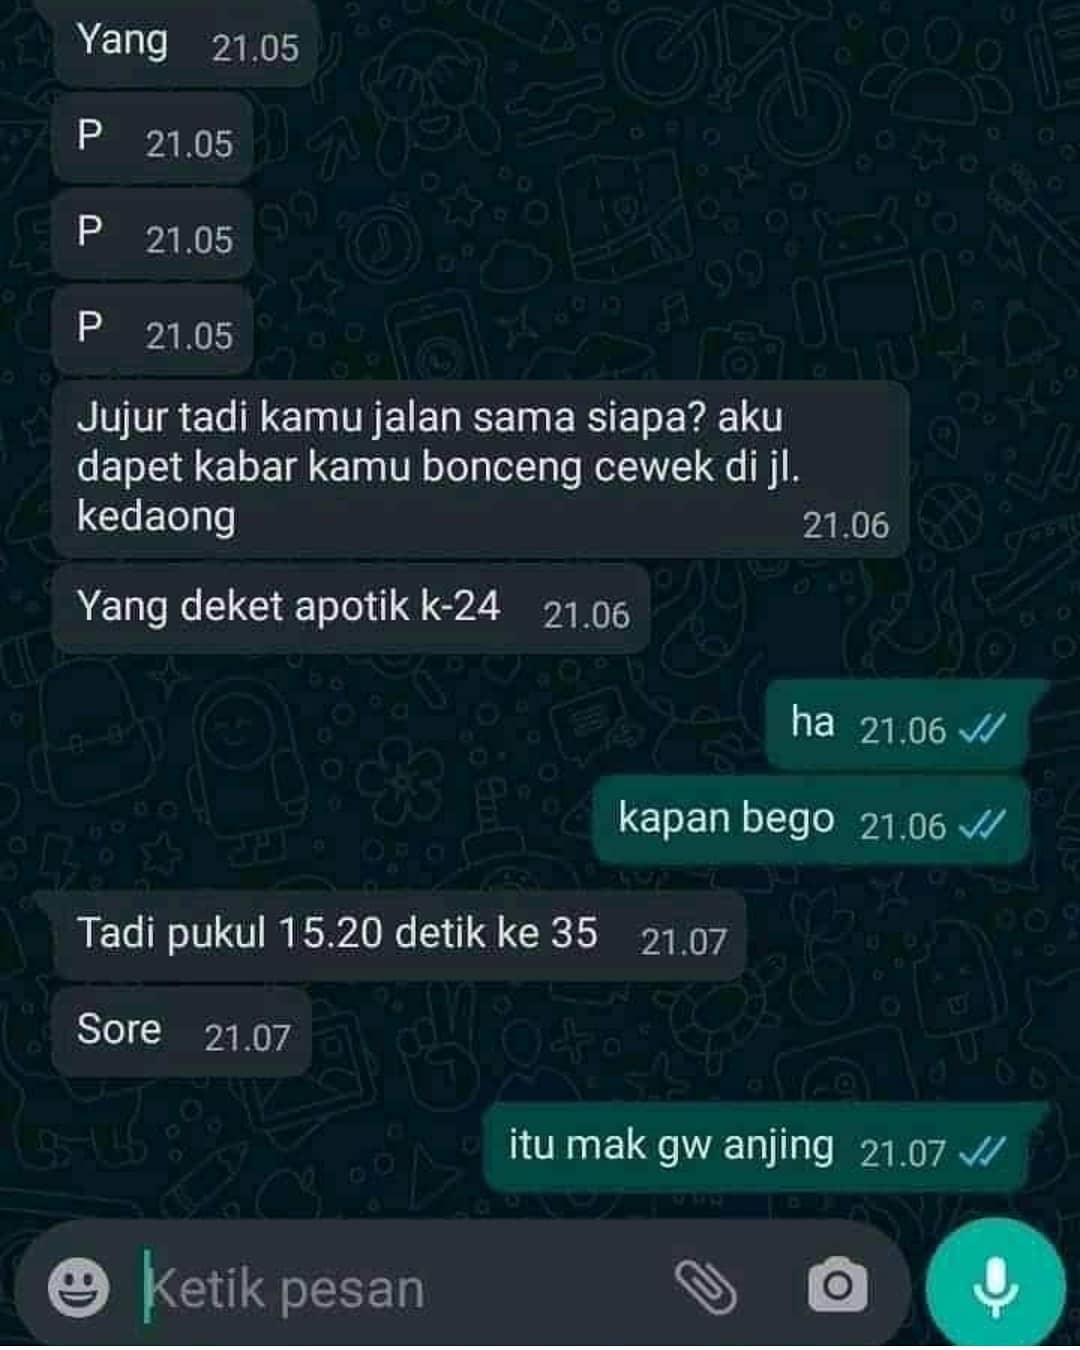 Yang 21.05
P 21.05
P 21.05
P 21.05
Jujur tadi kamu jalan sama siapa? aku
dapet kabar kamu bonceng cewek di jl.
kedaong 21.06
Yang deket apotik k-24 21.06
ha 21.06
kapan bego 21.06
Tadi pukul 15.20 detik ke 35 21.07
Sore 21.07
itu mak gw anjing 21.07
Ketik pesan